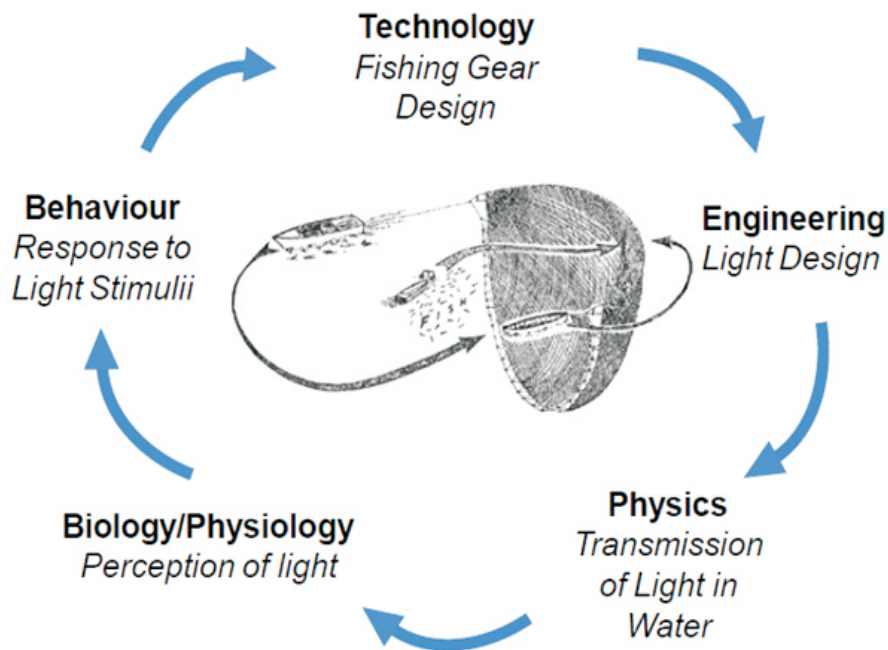 Technology
Fishing Gear
Design
Engineering
Light Design
Physics
Transmission
of Light in
Water
Biology/Physiology
Perception of light
Behaviour
Response to
Light Stimulii
FISH